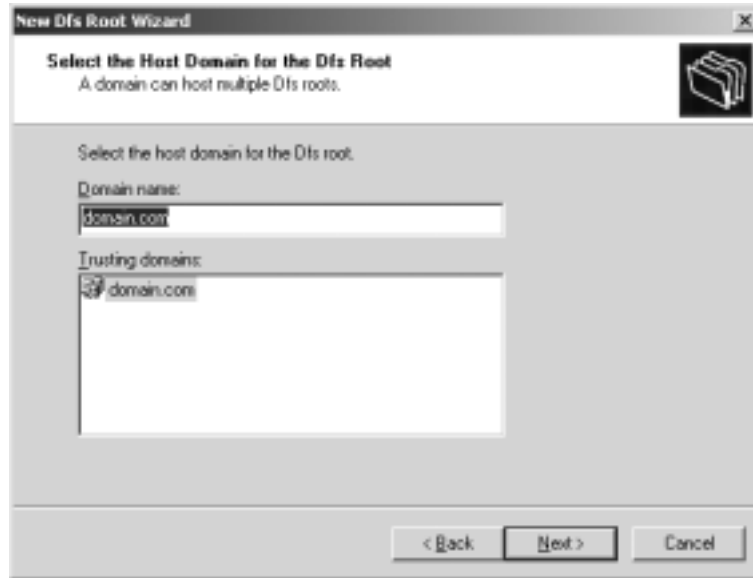 New Dfs Root Wizard
Select the Host Domain for the Dfs Root
A domain can host multiple Dfs roots.
Select the host domain for the Dfs root.
Domain name:
domain.com
Trusting domains:
domain.com
< Back
Next >
Cancel